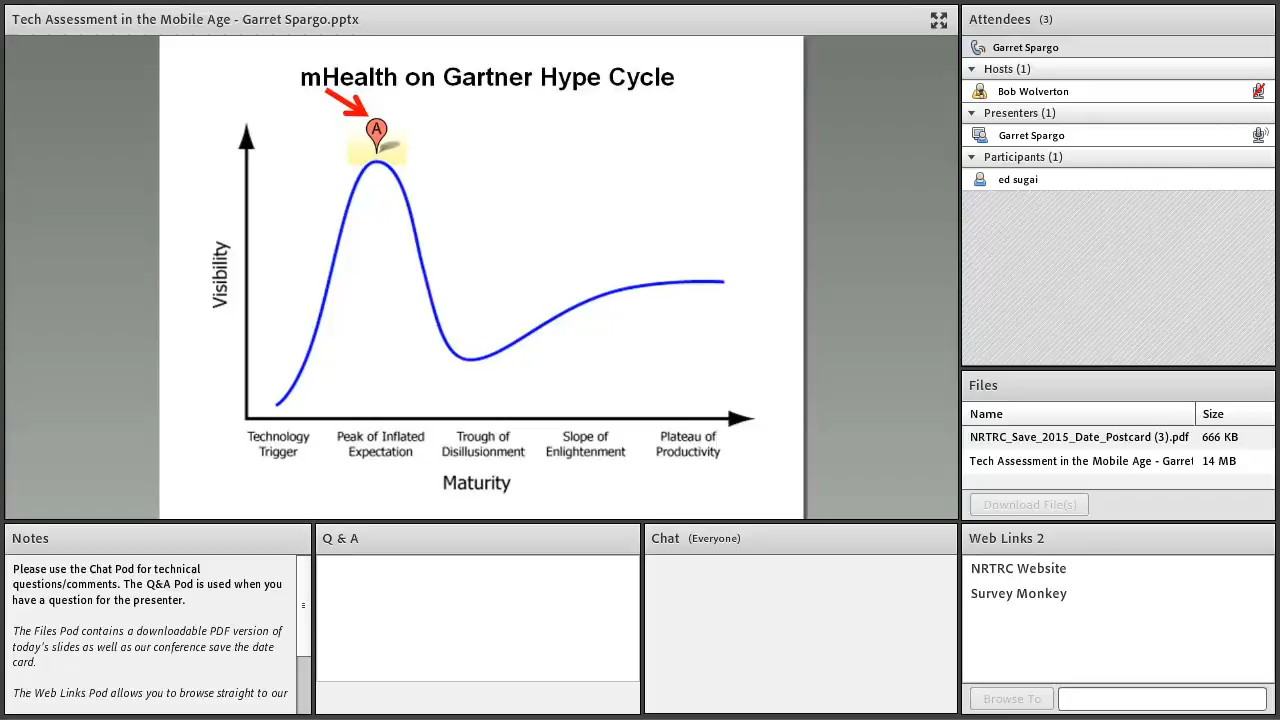 Tech Assessment in the Mobile Age - Garret Spargo.pptx
mHealth on Gartner Hype Cycle
A
Visibility
Technology
Trigger
Peak of Inflated
Expectation
Trough of
Disillusionment
Slope of
Enlightenment
Plateau of
Productivity
Maturity
Attendees (3)
Garret Spargo
Hosts (1)
Bob Wolverton
Presenters (1)
Garret Spargo
Participants (1)
ed sugai
Files
Name Size
NRTRC_Save_2015_Date_Postcard (3).pdf 666 KB
Tech Assessment in the Mobile Age - Garret 14 MB
Download File(s)
Notes
Please use the Chat Pod for technical
questions/comments. The Q&A Pod is used when you
have a question for the presenter.
The Files Pod contains a downloadable PDF version of
today's slides as well as our conference save the date
card.
The Web Links Pod allows you to browse straight to our
Q & A
Chat (Everyone)
Web Links 2
NRTRC Website
Survey Monkey
Browse To